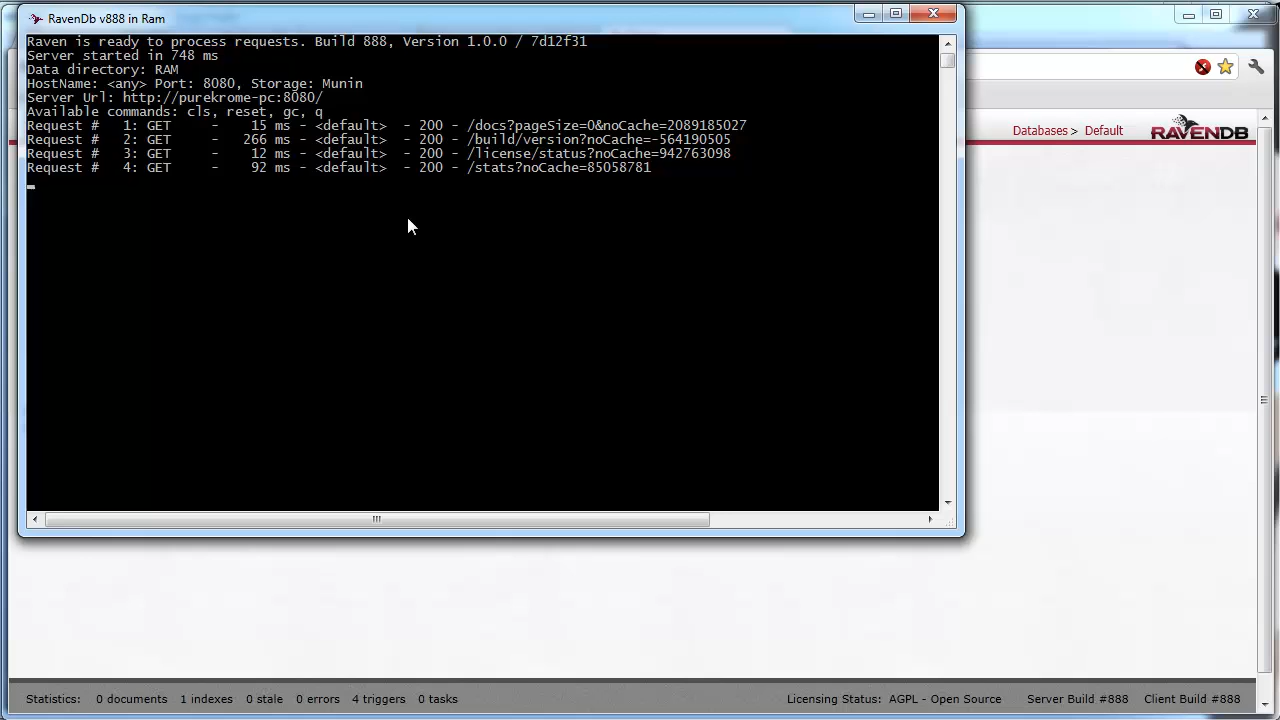 RavenDb v888 in Ram
Raven is ready to process requests. Build 888, Version 1.0.0 / 7d12f31
Server started in 748 ms
Data directory: RAM
HostName: <any> Port: 8080, Storage: Munin
Server Url: http://purekrome-pc:8080/
Available commands: cls, reset, gc, q
Request #   1: GET     -    15 ms - <default>  - 200 - /docs?pageSize=0&noCache=2089185027
Request #   2: GET     -   266 ms - <default>  - 200 - /build/version?noCache=-564190505
Request #   3: GET     -    12 ms - <default>  - 200 - /license/status?noCache=942763098
Request #   4: GET     -    92 ms - <default>  - 200 - /stats?noCache=85058781
Databases > Default
RAVENDB
Statistics: 0 documents 1 indexes 0 stale 0 errors 4 triggers 0 tasks Licensing Status: AGPL - Open Source Server Build #888 Client Build #888